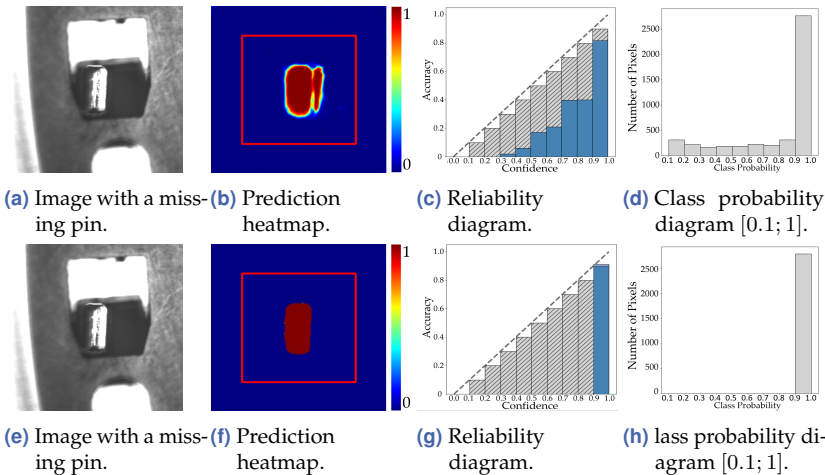 1
0
Accuracy
1.0
0.8
0.6
0.4
0.2
0
0.0 0.1 0.2 0.3 0.4 0.5 0.6 0.7 0.8 0.9 1.0
Confidence
Number of Pixels
2500
2000
1500
1000
500
0
0.1 0.2 0.3 0.4 0.5 0.6 0.7 0.8 0.9 1.0
Class Probability
(a) Image with a miss-
ing pin.
(b) Prediction
heatmap.
(c) Reliability
diagram.
(d) Class probability
diagram [0.1; 1].
1
0
Accuracy
1.0
0.8
0.6
0.4
0.2
0.0 0.1 0.2 0.3 0.4 0.5 0.6 0.7 0.8 0.9 1.0
Confidence
Number of Pixels
2500
2000
1500
1000
500
0
0.1 0.2 0.3 0.4 0.5 0.6 0.7 0.8 0.9 1.0
Class Probability
(e) Image with a miss-
ing pin.
(f) Prediction
heatmap.
(g) Reliability
diagram.
(h) lass probability di-
agram [0.1; 1].